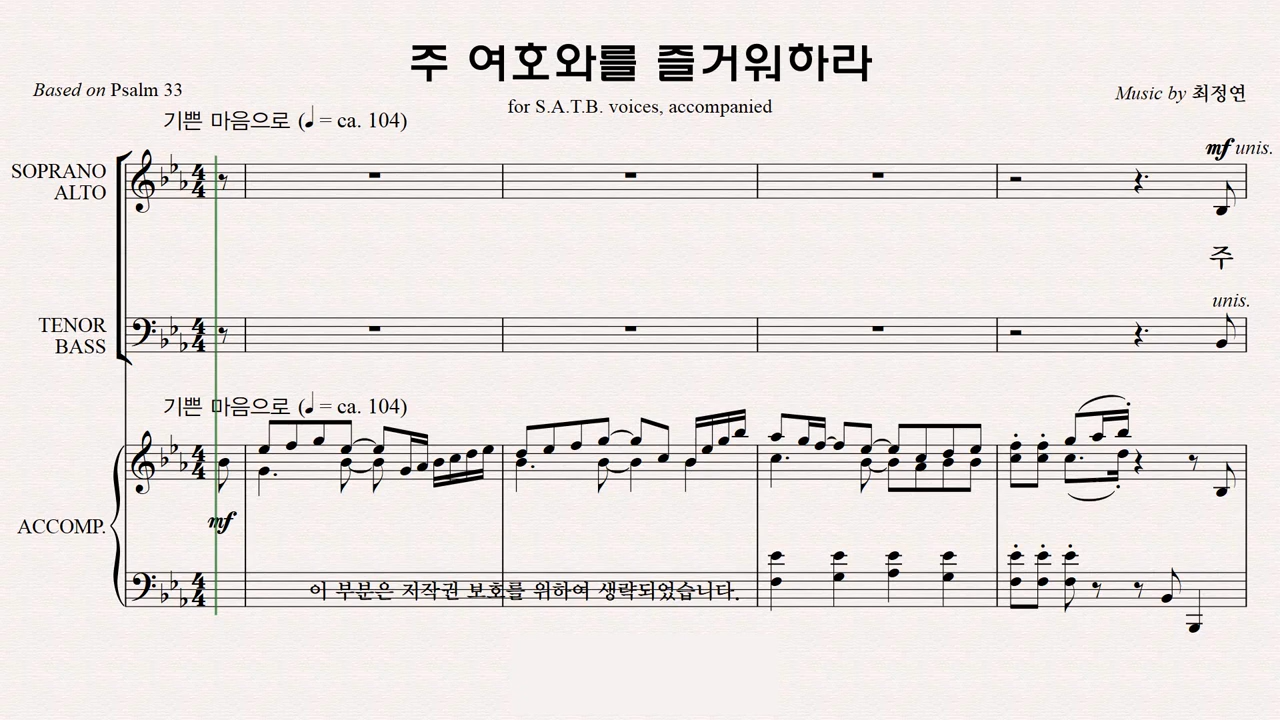 주 여호와를 즐거워하라
Based on Psalm 33
for S.A.T.B. voices, accompanied
Music by 최정연
기쁜 마음으로 (♩ = ca. 104)
mf unis.
SOPRANO
ALTO
주
unis.
TENOR
BASS
기쁜 마음으로 (♩ = ca. 104)
mf
ACCOMP.
이 부분은 저작권 보호를 위하여 생략되었습니다.